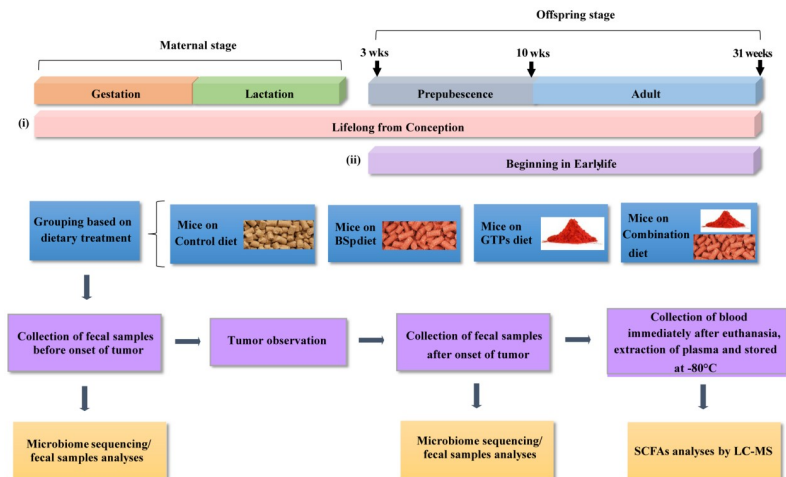 Offspring stage
Maternal stage
3 wks
10 wks
31 weeks
Gestation
Lactation
Prepubescence
Adult
(i)
Lifelong from Conception
(ii)
Beginning in Earlylife
Grouping based on
dietary treatment
Mice on
Control diet
Mice on
BSp diet
Mice on
GTPs diet
Mice on
Combination
diet
Collection of fecal samples
before onset of tumor
Tumor observation
Collection of fecal samples
after onset of tumor
Collection of blood
immediately after euthanasia,
extraction of plasma and stored
at -80°C
Microbiome sequencing/
fecal samples analyses
Microbiome sequencing/
fecal samples analyses
SCFAs analyses by LC-MS